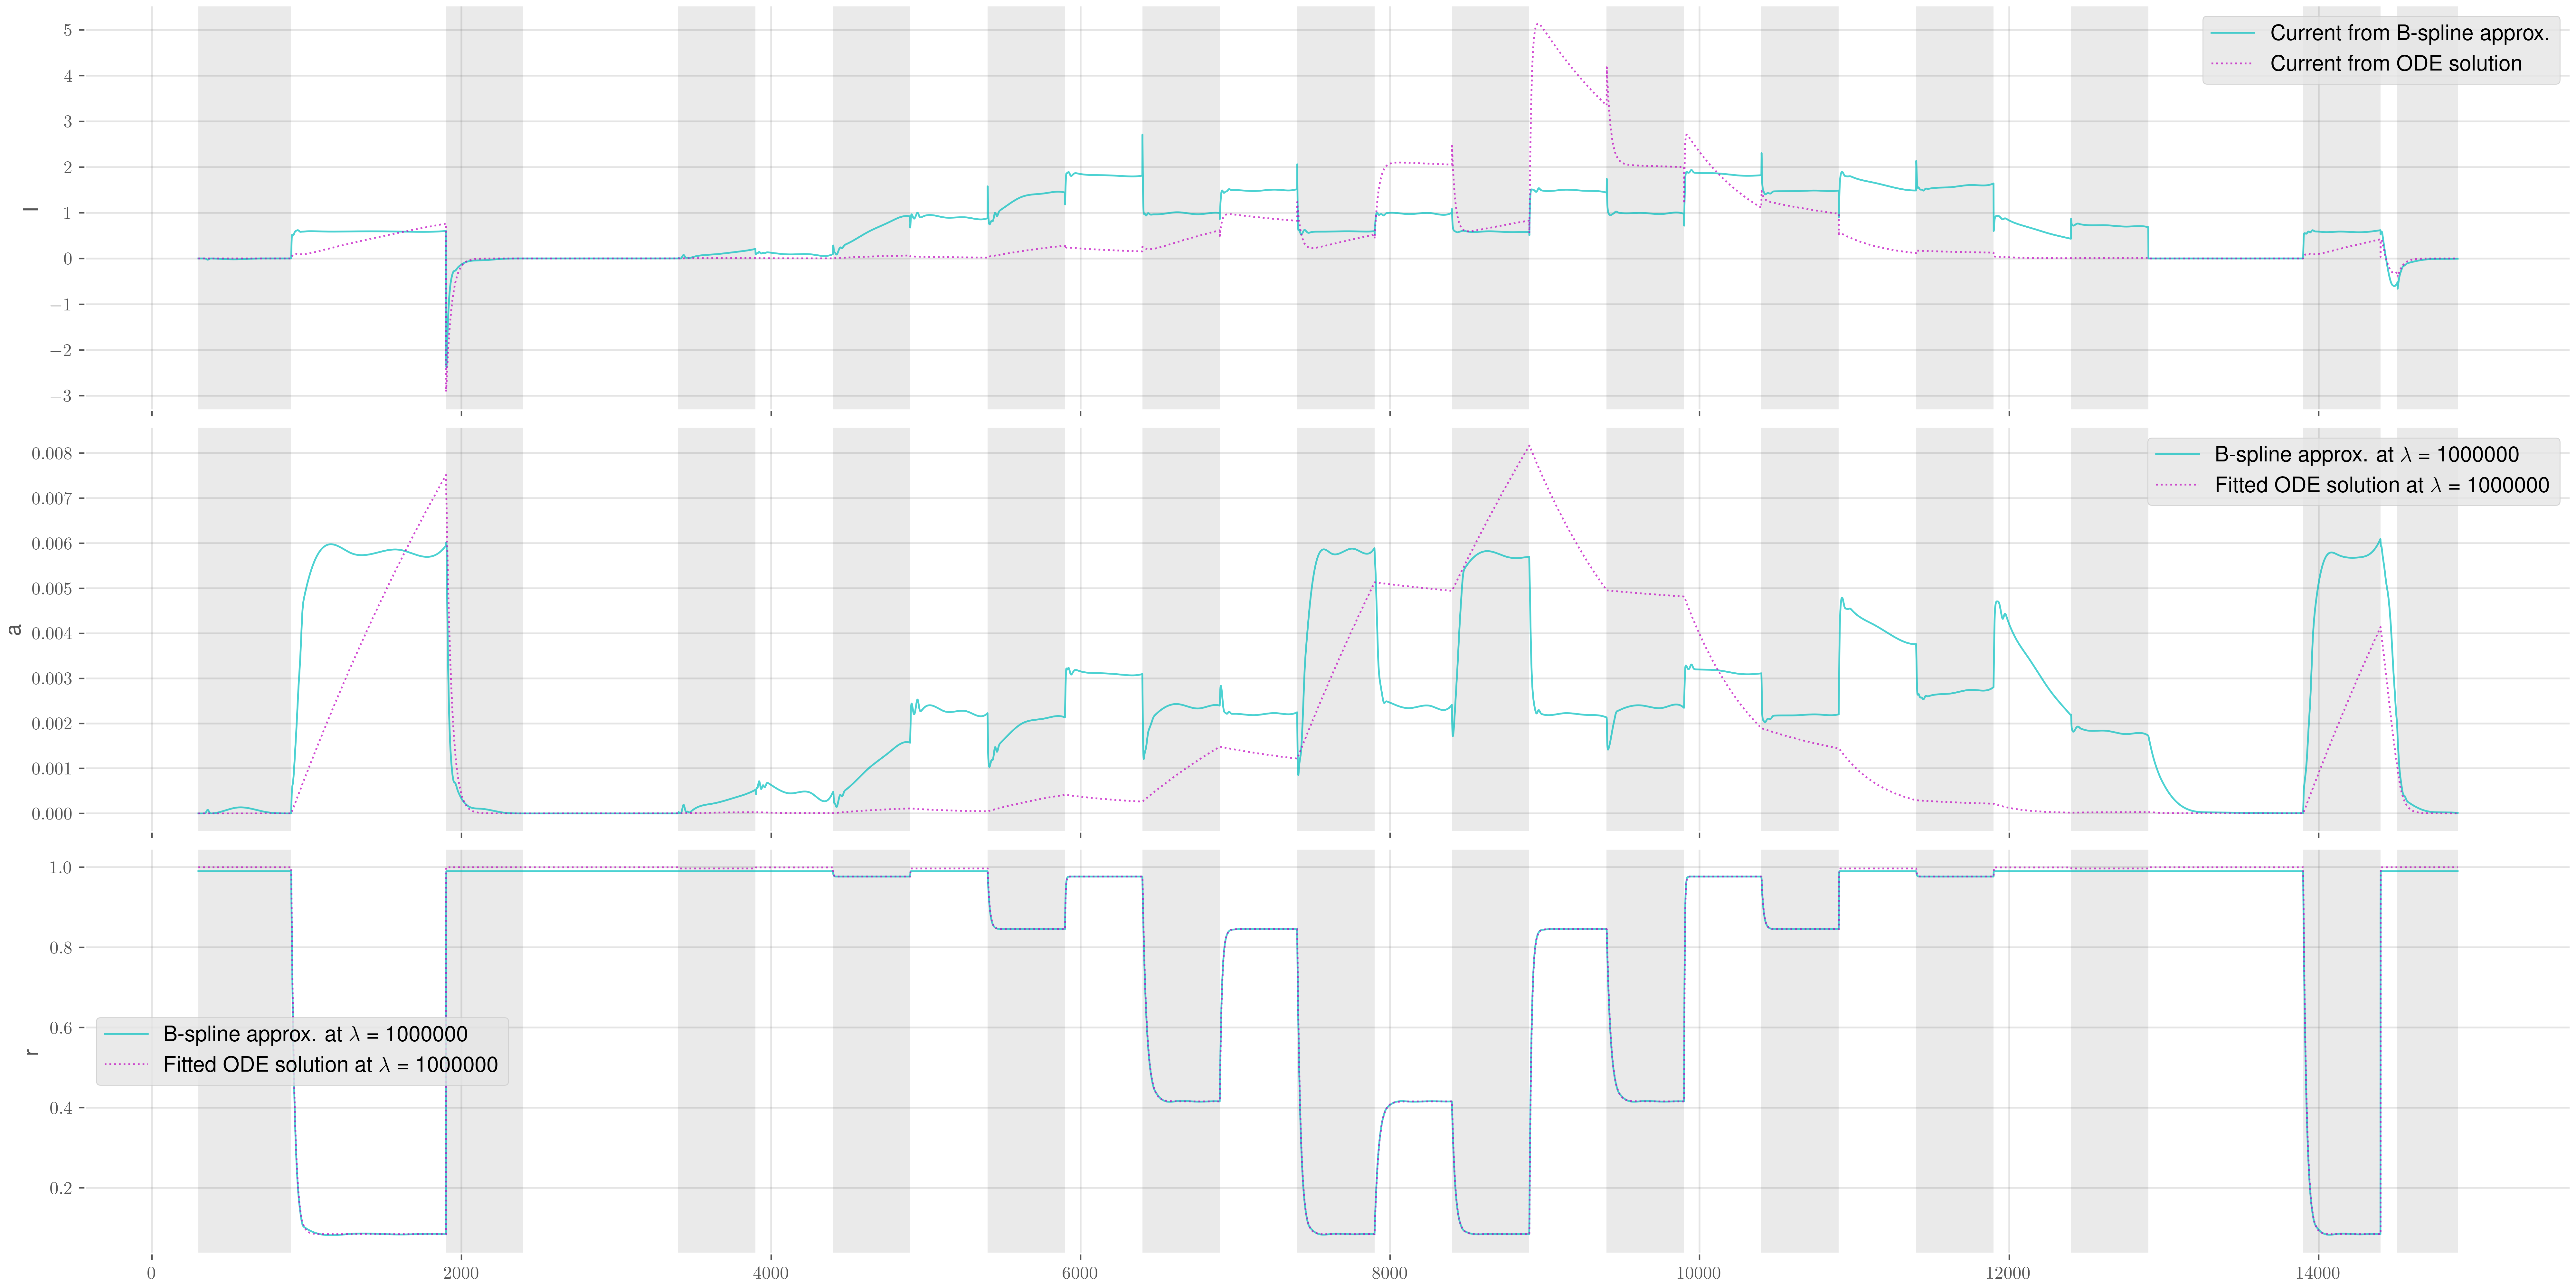 Current from B-spline approx.
Current from ODE solution
I
5
4
3
2
1
0
−1
−2
−3
B-spline approx. at λ = 1000000
Fitted ODE solution at λ = 1000000
a
0.008
0.007
0.006
0.005
0.004
0.003
0.002
0.001
0.000
B-spline approx. at λ = 1000000
Fitted ODE solution at λ = 1000000
r
1.0
0.8
0.6
0.4
0.2
0 2000 4000 6000 8000 10000 12000 14000